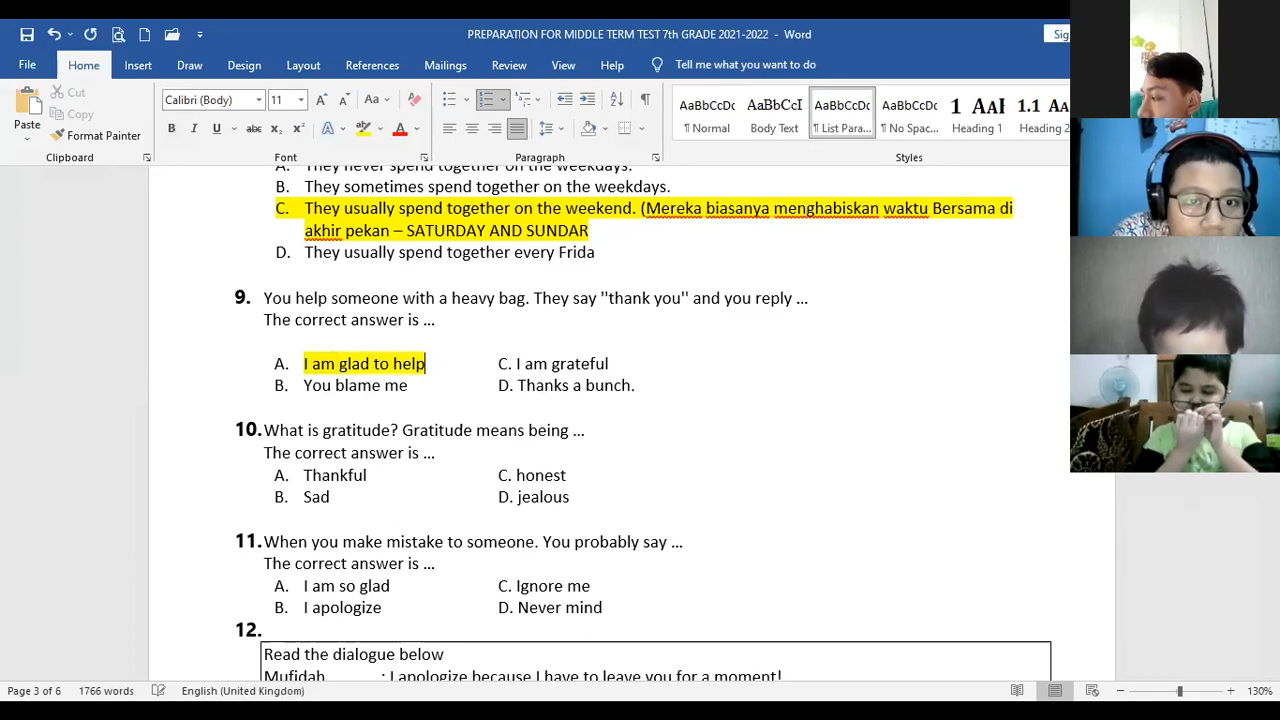 PREPARATION FOR MIDDLE TERM TEST 7th GRADE 2021-2022 - Word
Sig
File Home Insert Draw Design Layout References Mailings Review View Help Tell me what you want to do
Paste
Cut
Copy
Format Painter
Clipboard
Calibri (Body) 11
Font
Paragraph
AaBbCcDc AaBbCcI AaBbCcDc AaBbCcDc 1 AaI 1.1 AaBb
¶ Normal Body Text ¶ List Para... ¶ No Spac... Heading 1 Heading 2
Styles
A. They never spend together on the weekdays.
B. They sometimes spend together on the weekdays.
C. They usually spend together on the weekend. (Mereka biasanya menghabiskan waktu Bersama di
akhir pekan – SATURDAY AND SUNDAR
D. They usually spend together every Frida
9. You help someone with a heavy bag. They say "thank you" and you reply ...
The correct answer is ...
A. I am glad to help C. I am grateful
B. You blame me D. Thanks a bunch.
10. What is gratitude? Gratitude means being ...
The correct answer is ...
A. Thankful C. honest
B. Sad D. jealous
11. When you make mistake to someone. You probably say ...
The correct answer is ...
A. I am so glad C. Ignore me
B. I apologize D. Never mind
12.
Read the dialogue below
Mufidah : I apologize because I have to leave you for a moment!
Page 3 of 6 1766 words English (United Kingdom) 130%